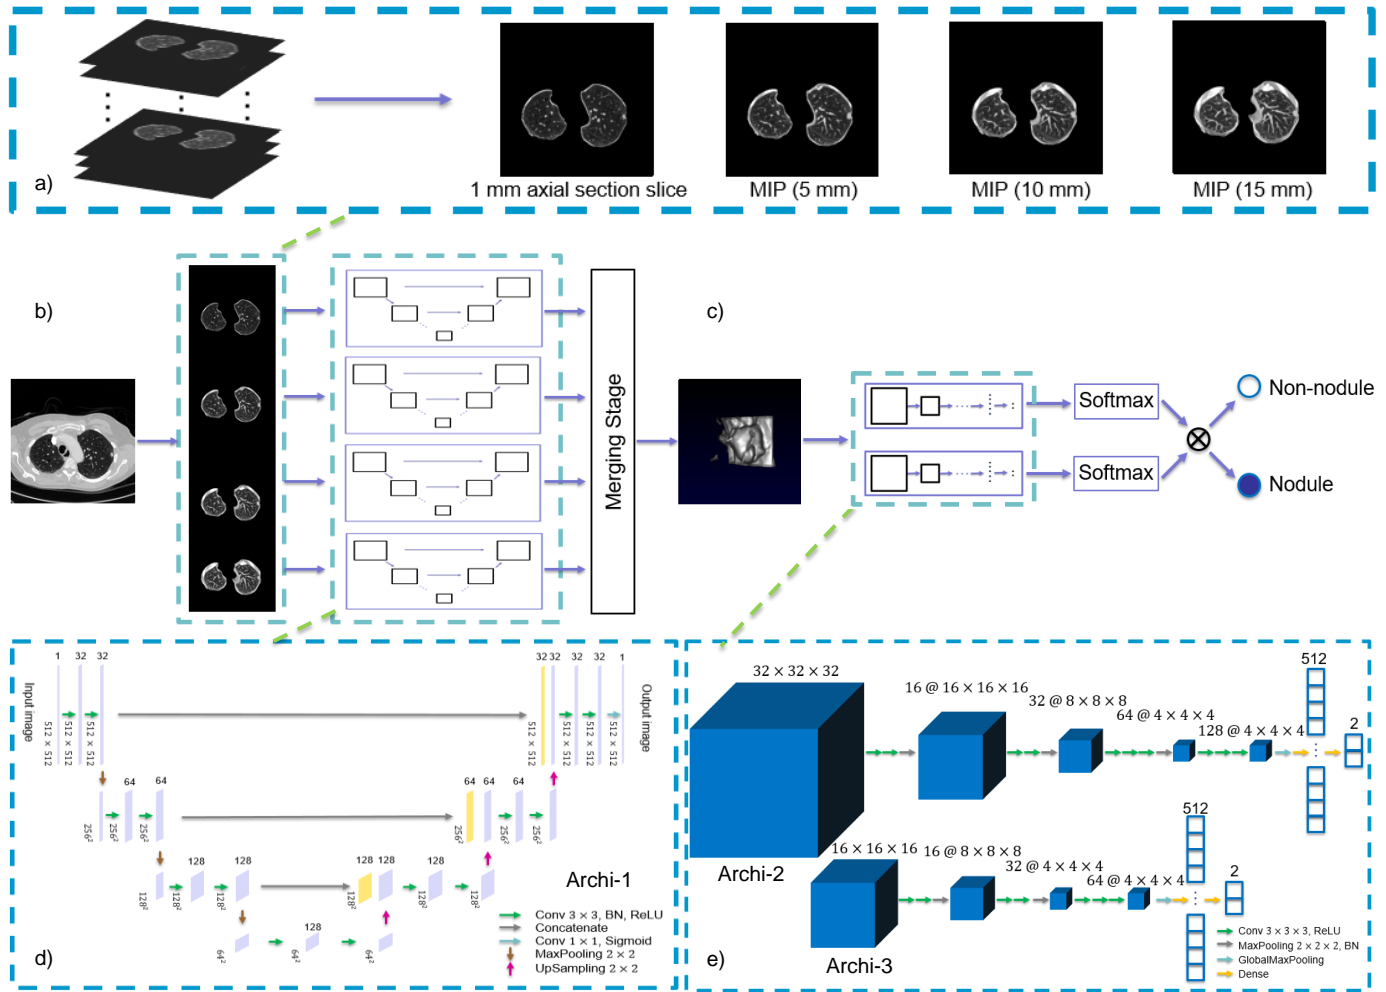 a)
1 mm axial section slice
MIP (5 mm)
MIP (10 mm)
MIP (15 mm)
b)
Merging Stage
c)
Softmax
Softmax
Non-nodule
Nodule
1 32 32
Input image
512 × 512
512 × 512
512 × 512
32 32 32 32 1
512 × 512
512 × 512
512 × 512
512 × 512
Output image
64 64
256²
256²
256²
64 64 64
256²
256²
256²
128 128
128²
128²
128²
128 128 128
128²
128²
128²
128
64²
64²
64²
Archi-1
Conv 3 × 3, BN, ReLU
Concatenate
Conv 1 × 1, Sigmoid
MaxPooling 2 × 2
UpSampling 2 × 2
d)
32 × 32 × 32
16 @ 16 × 16 × 16
32 @ 8 × 8 × 8
64 @ 4 × 4 × 4
128 @ 4 × 4 × 4
512
2
Archi-2
16 × 16 × 16
16 @ 8 × 8 × 8
32 @ 4 × 4 × 4
64 @ 4 × 4 × 4
512
2
Archi-3
Conv 3 × 3 × 3, ReLU
MaxPooling 2 × 2 × 2, BN
GlobalMaxPooling
Dense
e)